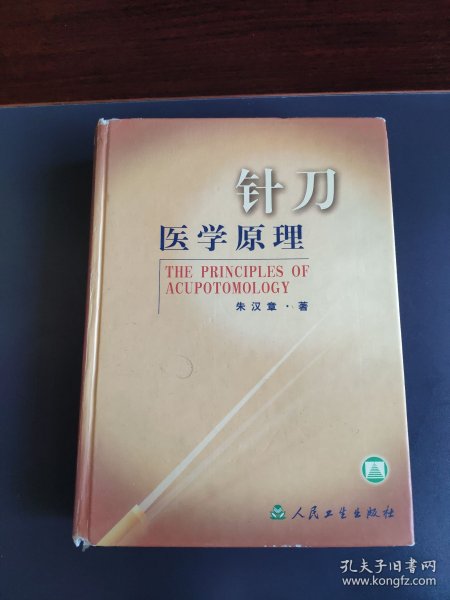 针刀
医学原理
THE PRINCIPLES OF
ACUPOTOMOLOGY
朱汉章·著
人民卫生出版社
孔夫子旧书网
www.kongfz.com